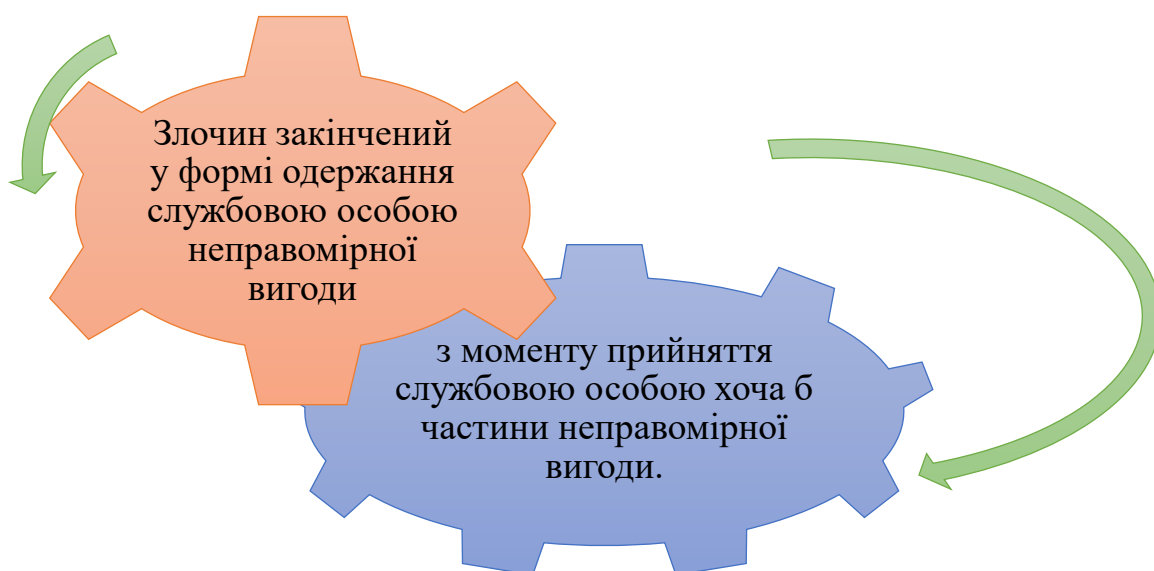 Злочин закінчений
у формі одержання
службовою особою
неправомірної
вигоди
з моменту прийняття
службовою особою хоча б
частини неправомірної
вигоди.